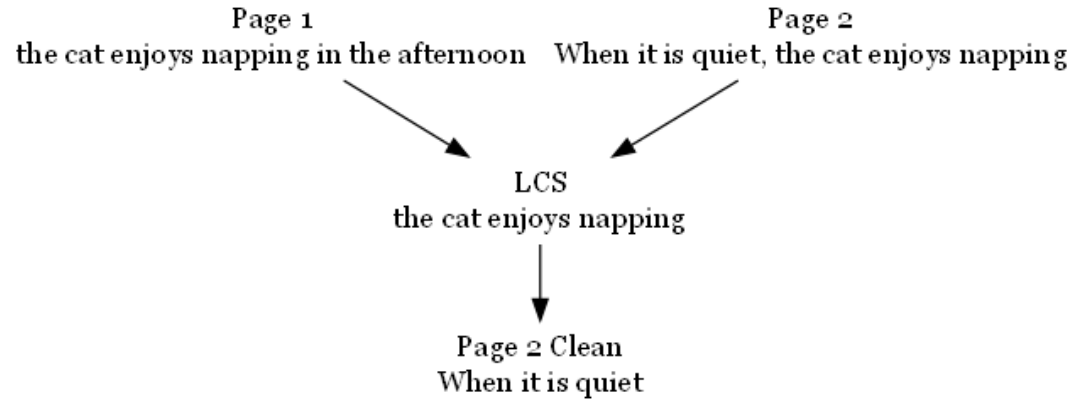 Page 1
the cat enjoys napping in the afternoon
Page 2
When it is quiet, the cat enjoys napping
LCS
the cat enjoys napping
Page 2 Clean
When it is quiet